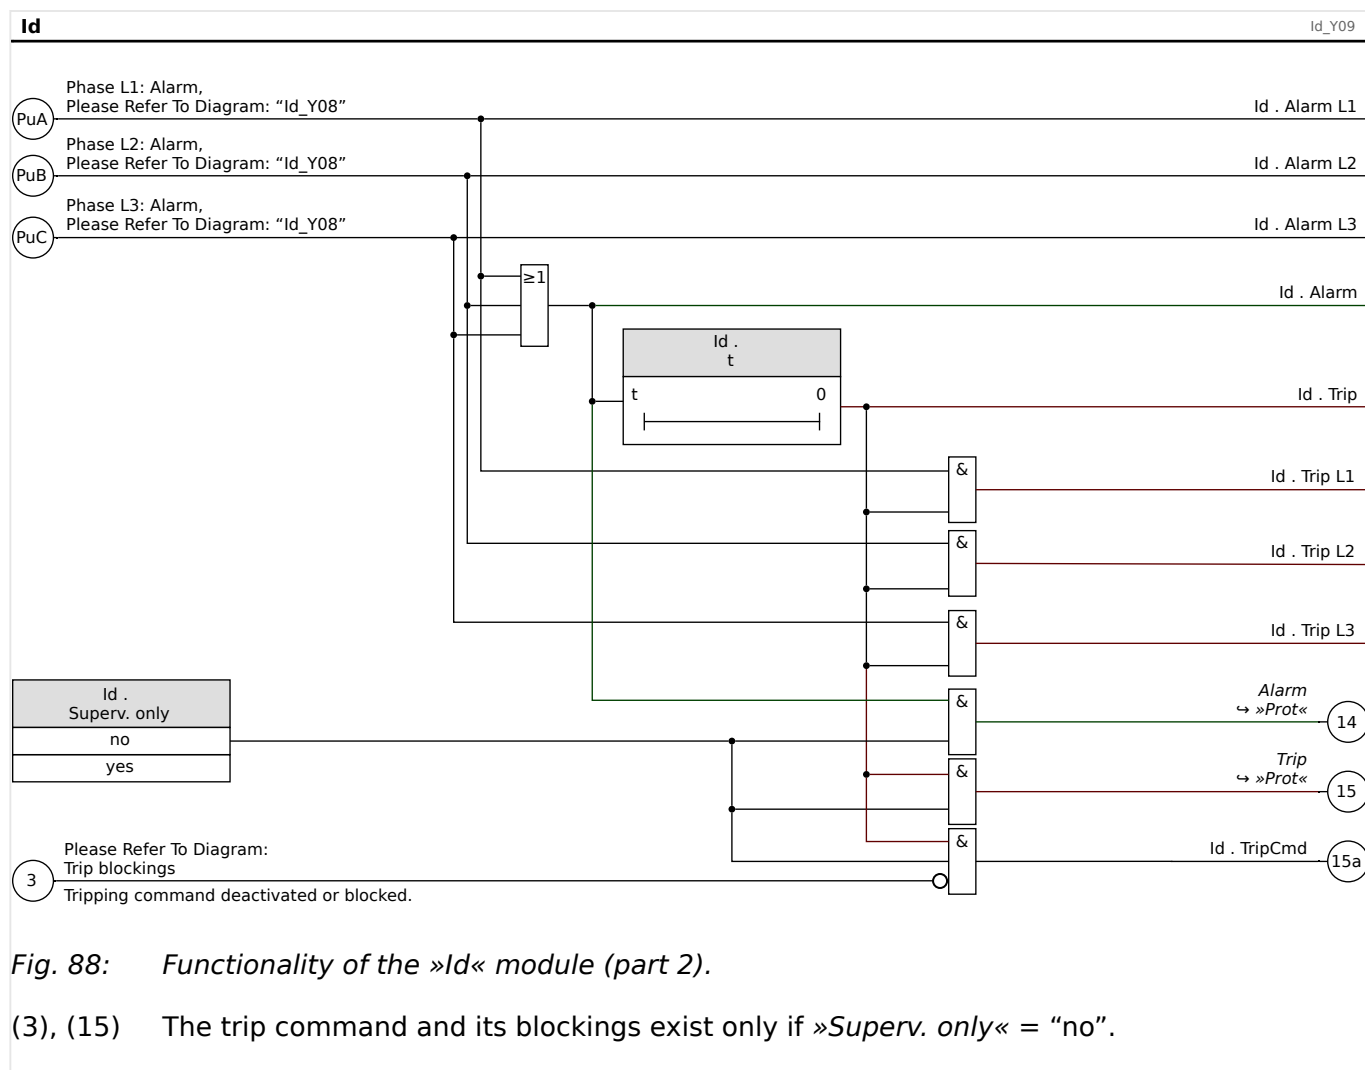 Id
Id_Y09
Phase L1: Alarm,
Please Refer To Diagram: “Id_Y08”
PuA
Id . Alarm L1
Phase L2: Alarm,
Please Refer To Diagram: “Id_Y08”
PuB
Id . Alarm L2
Phase L3: Alarm,
Please Refer To Diagram: “Id_Y08”
PuC
Id . Alarm L3
≥1
Id . Alarm
Id .
t
t 0
Id . Trip
&
Id . Trip L1
&
Id . Trip L2
&
Id . Trip L3
Id .
Superv. only
no
yes
&
Alarm
↪ »Prot«
14
&
Trip
↪ »Prot«
15
&
Id . TripCmd
15a
Please Refer To Diagram:
Trip blockings
3
Tripping command deactivated or blocked.
Fig. 88: Functionality of the »Id« module (part 2).
(3), (15) The trip command and its blockings exist only if »Superv. only« = “no”.